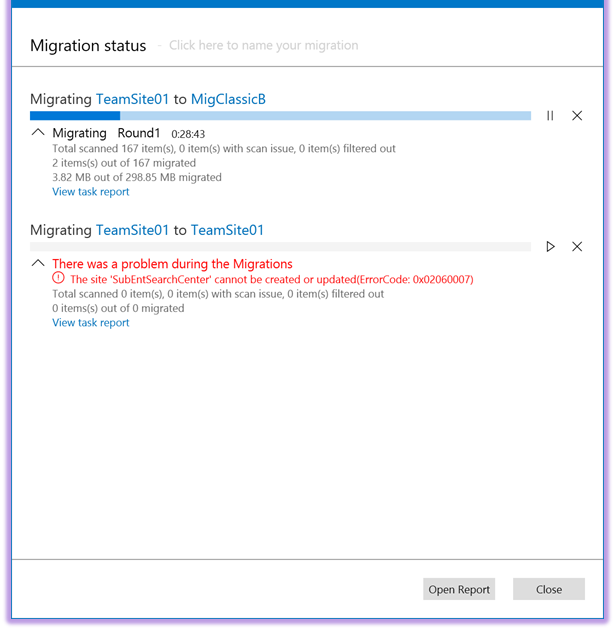 Migration status - Click here to name your migration
Migrating TeamSite01 to MigClassicB
Migrating Round1 0:28:43
Total scanned 167 item(s), 0 item(s) with scan issue, 0 item(s) filtered out
2 items(s) out of 167 migrated
3.82 MB out of 298.85 MB migrated
View task report
Migrating TeamSite01 to TeamSite01
There was a problem during the Migrations
The site 'SubEntSearchCenter' cannot be created or updated(ErrorCode: 0x02060007)
Total scanned 0 item(s), 0 item(s) with scan issue, 0 item(s) filtered out
0 items(s) out of 0 migrated
View task report
Open Report Close